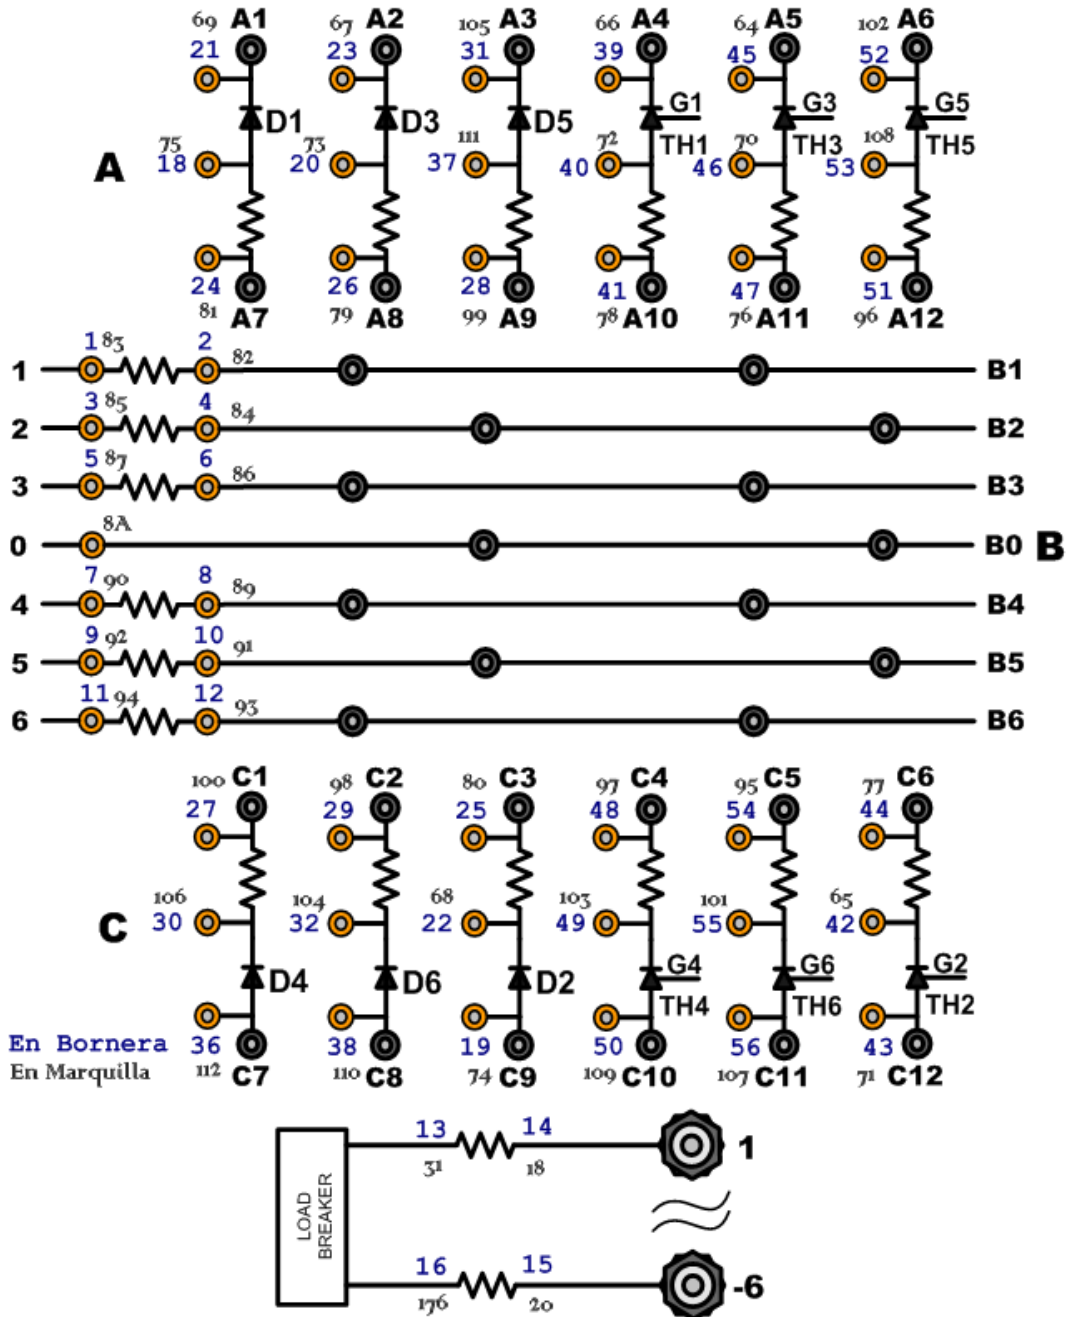 69 A1 67 A2 105 A3 66 A4 64 A5 102 A6
21 23 31 39 45 52
D1 D3 D5 G1 G3 G5
TH1 TH3 TH5
75 73 111 72 70 108
A 18 20 37 40 46 53
24 26 28 41 47 51
81 A7 79 A8 99 A9 78 A10 76 A11 96 A12
1 83 2
1 82 B1
3 85 4
2 84 B2
5 87 6
3 86 B3
8A
0 B0 B
7 90 8
4 89 B4
9 92 10
5 91 B5
11 94 12
6 93 B6
100 C1 98 C2 80 C3 97 C4 95 C5 77 C6
27 29 25 48 54 44
106 104 68 103 101 65
C 30 32 22 49 55 42
D4 D6 D2 G4 G6 G2
TH4 TH6 TH2
En Bornera 36 38 19 50 56 43
En Marquilla 112 C7 110 C8 74 C9 109 C10 107 C11 71 C12
13 14
1
31 18
LOAD
BREAKER
16 15
-6
176 20